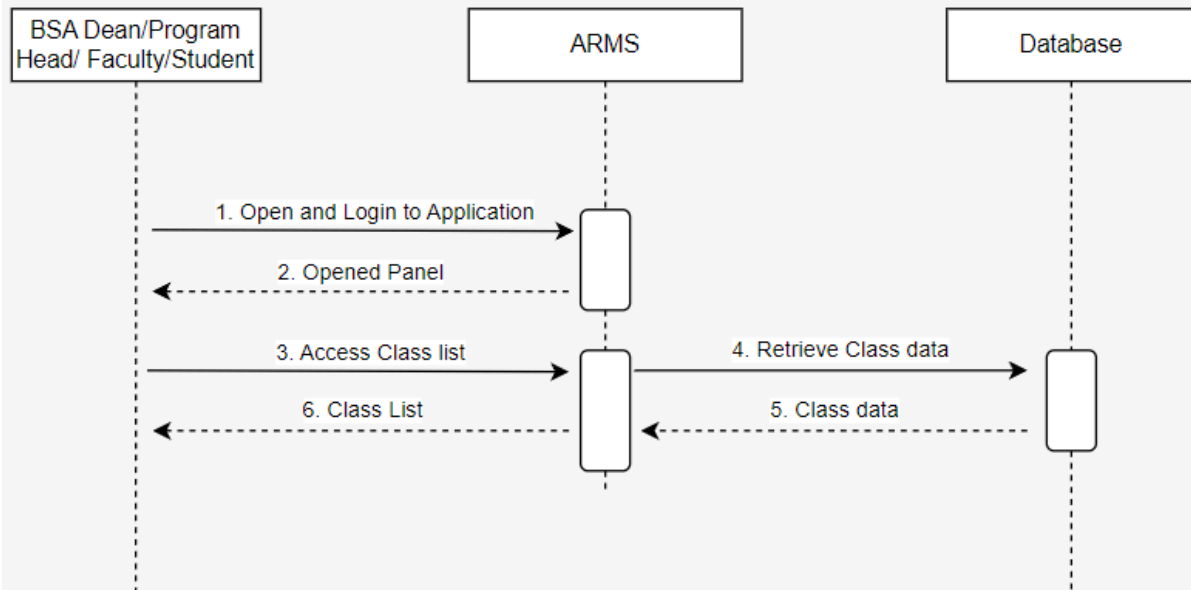 BSA Dean/Program
Head/ Faculty/Student
ARMS
Database
1. Open and Login to Application
2. Opened Panel
3. Access Class list
4. Retrieve Class data
6. Class List
5. Class data